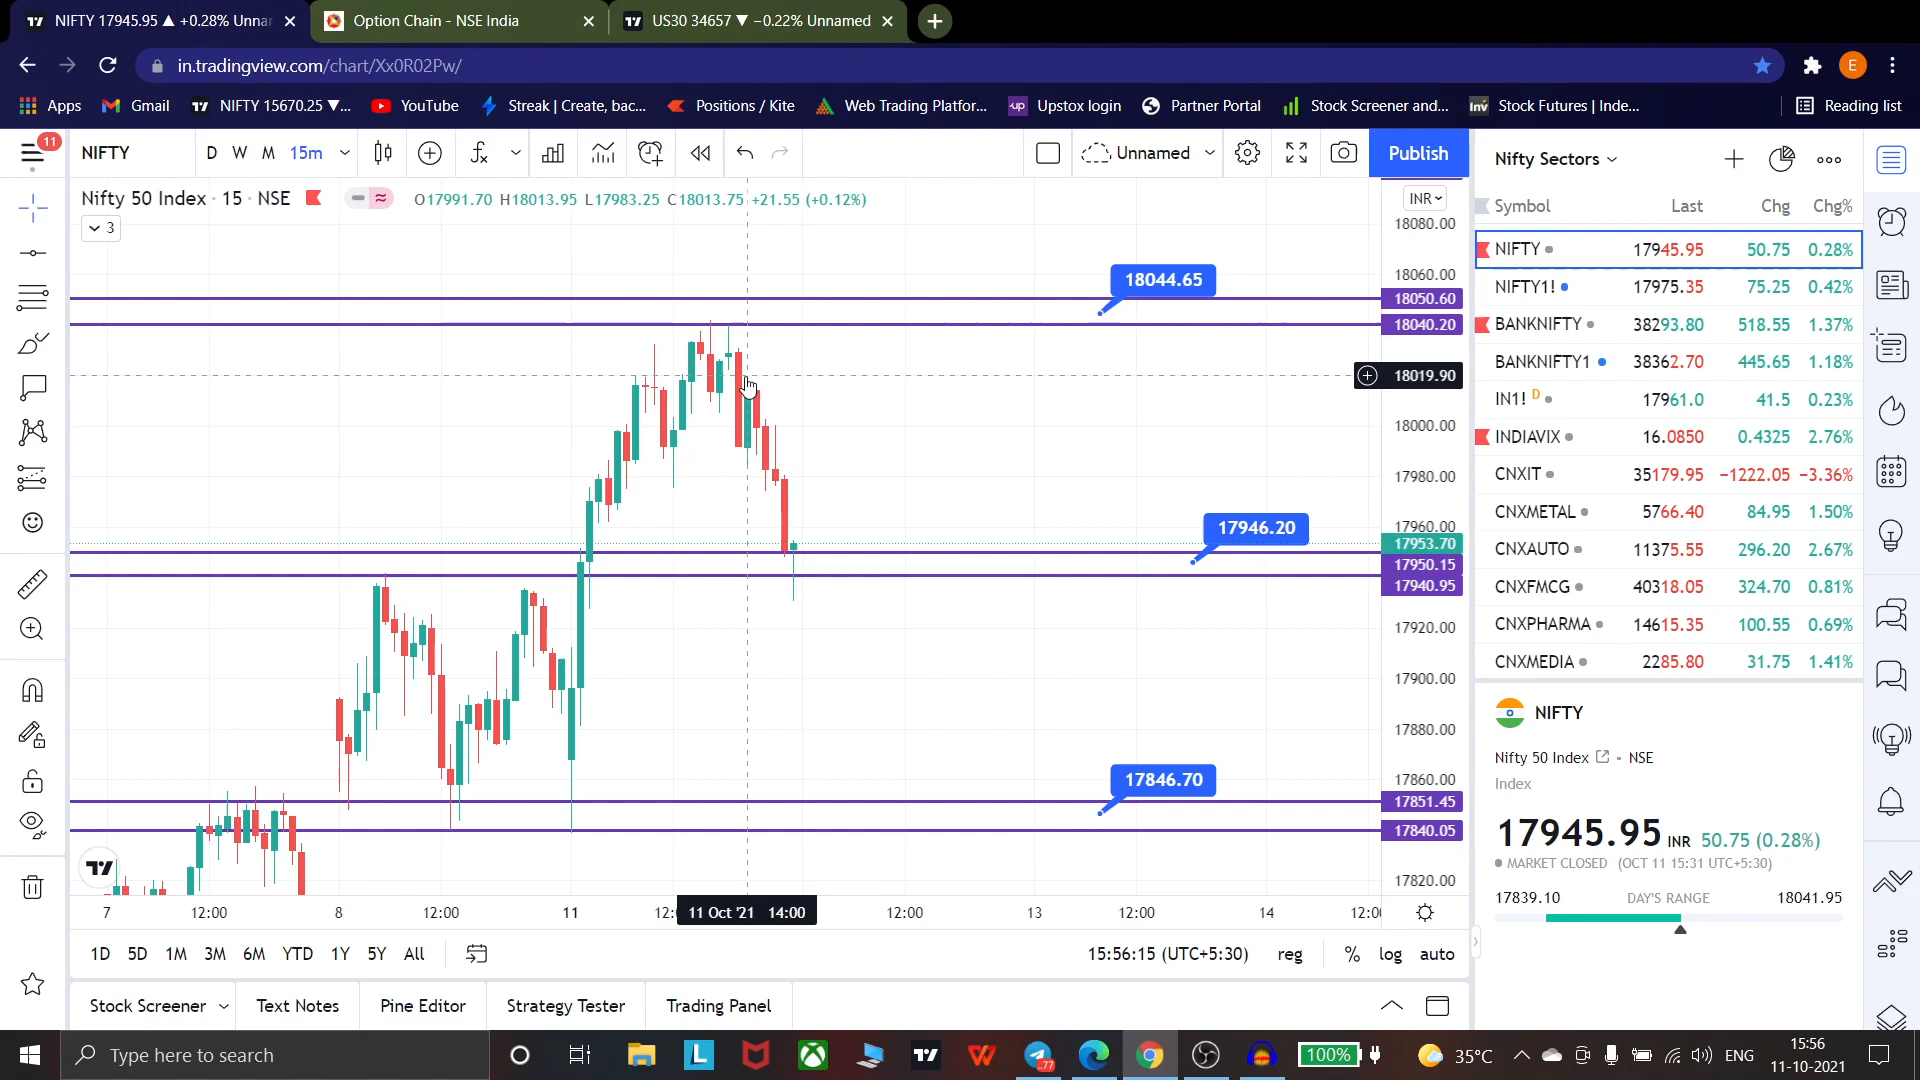 NIFTY 17945.95 ▲ +0.28% Unnar
Option Chain - NSE India
US30 34657 ▼ −0.22% Unnamed
in.tradingview.com/chart/Xx0R02Pw/
E
Apps
Gmail
NIFTY 15670.25 ▼...
YouTube
Streak | Create, bac...
Positions / Kite
Web Trading Platfor...
up
Upstox login
Partner Portal
Stock Screener and...
Inv
Stock Futures | Inde...
Reading list
11
NIFTY
D
W
M
15m
Unnamed
Publish
Nifty 50 Index · 15 · NSE
O17991.70 H18013.95 L17983.25 C18013.75 +21.55 (+0.12%)
3
INR
18080.00
18060.00
18050.60
18040.20
18019.90
18000.00
17980.00
17960.00
17953.70
17950.15
17940.95
17920.00
17900.00
17880.00
17860.00
17851.45
17840.05
17820.00
18044.65
17946.20
17846.70
7
12:00
8
12:00
11
11 Oct '21 14:00
12:00
13
12:00
14
1D
5D
1M
3M
6M
YTD
1Y
5Y
All
15:56:15 (UTC+5:30)
reg
%
log
auto
Stock Screener
Text Notes
Pine Editor
Strategy Tester
Trading Panel
Nifty Sectors
Symbol Last Chg Chg%
NIFTY 17945.95 50.75 0.28%
NIFTY1! 17975.35 75.25 0.42%
BANKNIFTY 38293.80 518.55 1.37%
BANKNIFTY1 38362.70 445.65 1.18%
IN1! D 17961.0 41.5 0.23%
INDIAVIX 16.0850 0.4325 2.76%
CNXIT 35179.95 −1222.05 −3.36%
CNXMETAL 5766.40 84.95 1.50%
CNXAUTO 11375.55 296.20 2.67%
CNXFMCG 40318.05 324.70 0.81%
CNXPHARMA 14615.35 100.55 0.69%
CNXMEDIA 2285.80 31.75 1.41%
NIFTY
Nifty 50 Index • NSE
Index
17945.95 INR 50.75 (0.28%)
MARKET CLOSED (OCT 11 15:31 UTC+5:30)
17839.10 DAY'S RANGE 18041.95
Type here to search
L
77
100%
35°C
ENG
15:56
11-10-2021